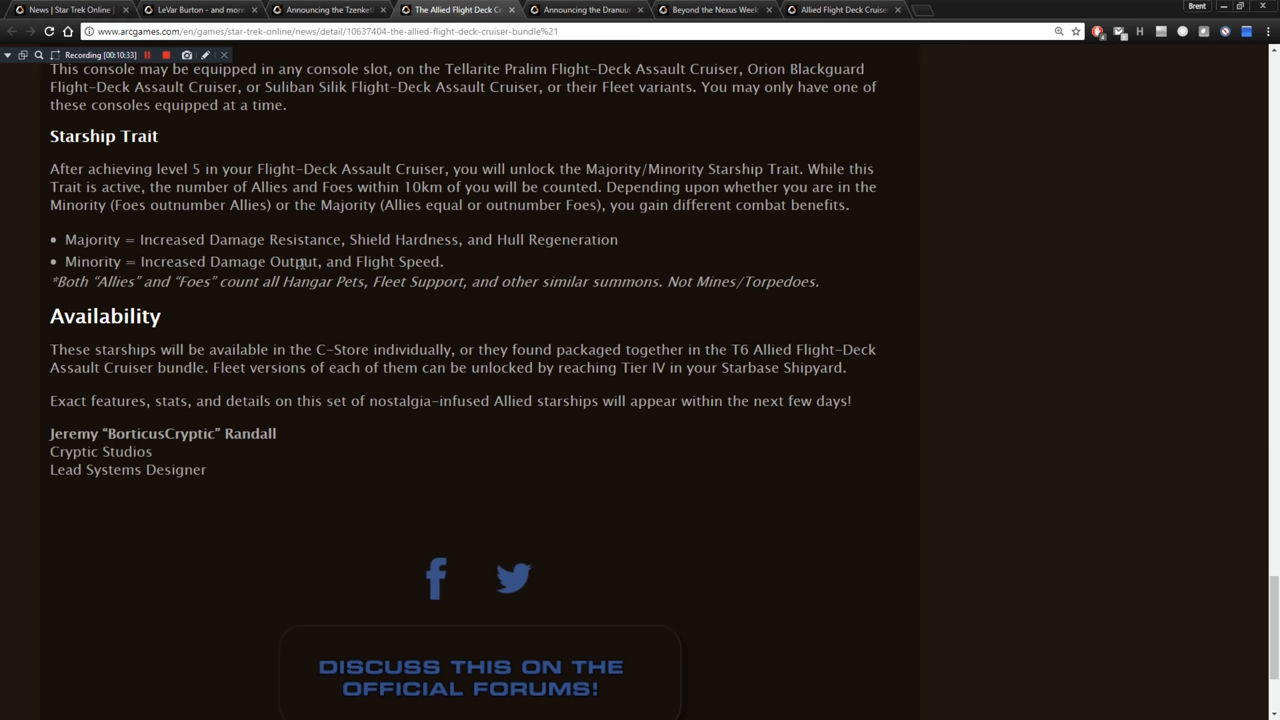 News | Star Trek Online
LeVar Burton - and more
Announcing the Tzenketh
The Allied Flight Deck Cr
Announcing the Dranuu
Beyond the Nexus Week
Allied Flight Deck Cruise
Brent
www.arcgames.com/en/games/star-trek-online/news/detail/10637404-the-allied-flight-deck-cruiser-bundle%21
Recording [00:10:33]
This console may be equipped in any console slot, on the Tellarite Pralim Flight-Deck Assault Cruiser, Orion Blackguard
Flight-Deck Assault Cruiser, or Suliban Silik Flight-Deck Assault Cruiser, or their Fleet variants. You may only have one of
these consoles equipped at a time.
Starship Trait
After achieving level 5 in your Flight-Deck Assault Cruiser, you will unlock the Majority/Minority Starship Trait. While this
Trait is active, the number of Allies and Foes within 10km of you will be counted. Depending upon whether you are in the
Minority (Foes outnumber Allies) or the Majority (Allies equal or outnumber Foes), you gain different combat benefits.
• Majority = Increased Damage Resistance, Shield Hardness, and Hull Regeneration
• Minority = Increased Damage Output, and Flight Speed.
*Both “Allies” and “Foes” count all Hangar Pets, Fleet Support, and other similar summons. Not Mines/Torpedoes.
Availability
These starships will be available in the C-Store individually, or they found packaged together in the T6 Allied Flight-Deck
Assault Cruiser bundle. Fleet versions of each of them can be unlocked by reaching Tier IV in your Starbase Shipyard.
Exact features, stats, and details on this set of nostalgia-infused Allied starships will appear within the next few days!
Jeremy “BorticusCryptic” Randall
Cryptic Studios
Lead Systems Designer
DISCUSS THIS ON THE
OFFICIAL FORUMS!